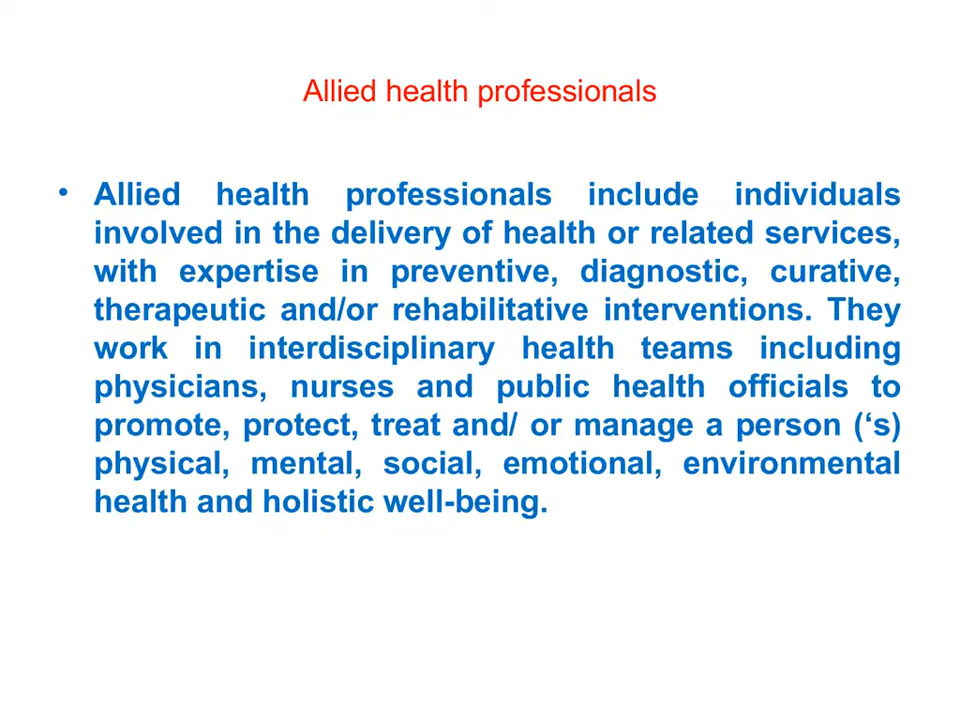 Allied health professionals
• Allied health professionals include individuals
involved in the delivery of health or related services,
with expertise in preventive, diagnostic, curative,
therapeutic and/or rehabilitative interventions. They
work in interdisciplinary health teams including
physicians, nurses and public health officials to
promote, protect, treat and/ or manage a person (‘s)
physical, mental, social, emotional, environmental
health and holistic well-being.